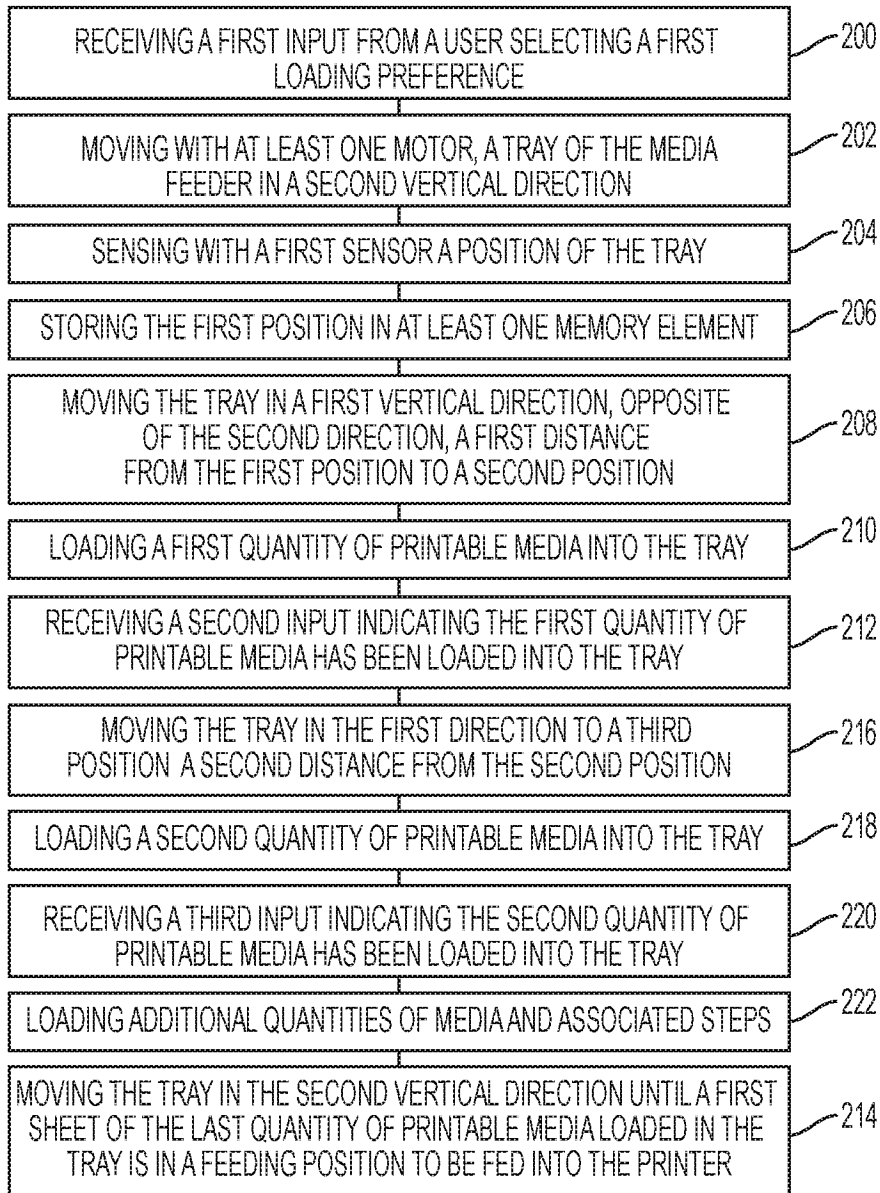 RECEIVING A FIRST INPUT FROM A USER SELECTING A FIRST
LOADING PREFERENCE
200
MOVING WITH AT LEAST ONE MOTOR, A TRAY OF THE MEDIA
FEEDER IN A SECOND VERTICAL DIRECTION
202
SENSING WITH A FIRST SENSOR A POSITION OF THE TRAY
204
STORING THE FIRST POSITION IN AT LEAST ONE MEMORY ELEMENT
206
MOVING THE TRAY IN A FIRST VERTICAL DIRECTION, OPPOSITE
OF THE SECOND DIRECTION, A FIRST DISTANCE
FROM THE FIRST POSITION TO A SECOND POSITION
208
LOADING A FIRST QUANTITY OF PRINTABLE MEDIA INTO THE TRAY
210
RECEIVING A SECOND INPUT INDICATING THE FIRST QUANTITY OF
PRINTABLE MEDIA HAS BEEN LOADED INTO THE TRAY
212
MOVING THE TRAY IN THE FIRST DIRECTION TO A THIRD
POSITION A SECOND DISTANCE FROM THE SECOND POSITION
216
LOADING A SECOND QUANTITY OF PRINTABLE MEDIA INTO THE TRAY
218
RECEIVING A THIRD INPUT INDICATING THE SECOND QUANTITY OF
PRINTABLE MEDIA HAS BEEN LOADED INTO THE TRAY
220
LOADING ADDITIONAL QUANTITIES OF MEDIA AND ASSOCIATED STEPS
222
MOVING THE TRAY IN THE SECOND VERTICAL DIRECTION UNTIL A FIRST
SHEET OF THE LAST QUANTITY OF PRINTABLE MEDIA LOADED IN THE
TRAY IS IN A FEEDING POSITION TO BE FED INTO THE PRINTER
214